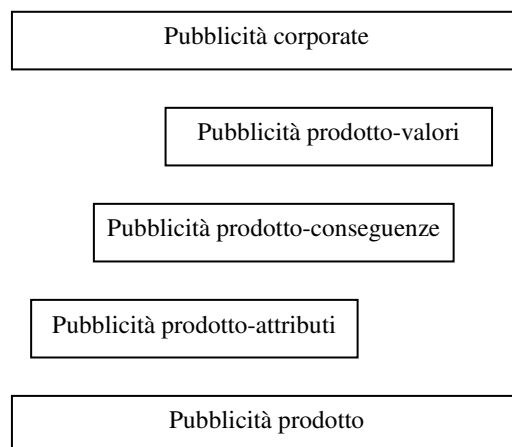 Pubblicità corporate
Pubblicità prodotto-valori
Pubblicità prodotto-conseguenze
Pubblicità prodotto-attributi
Pubblicità prodotto